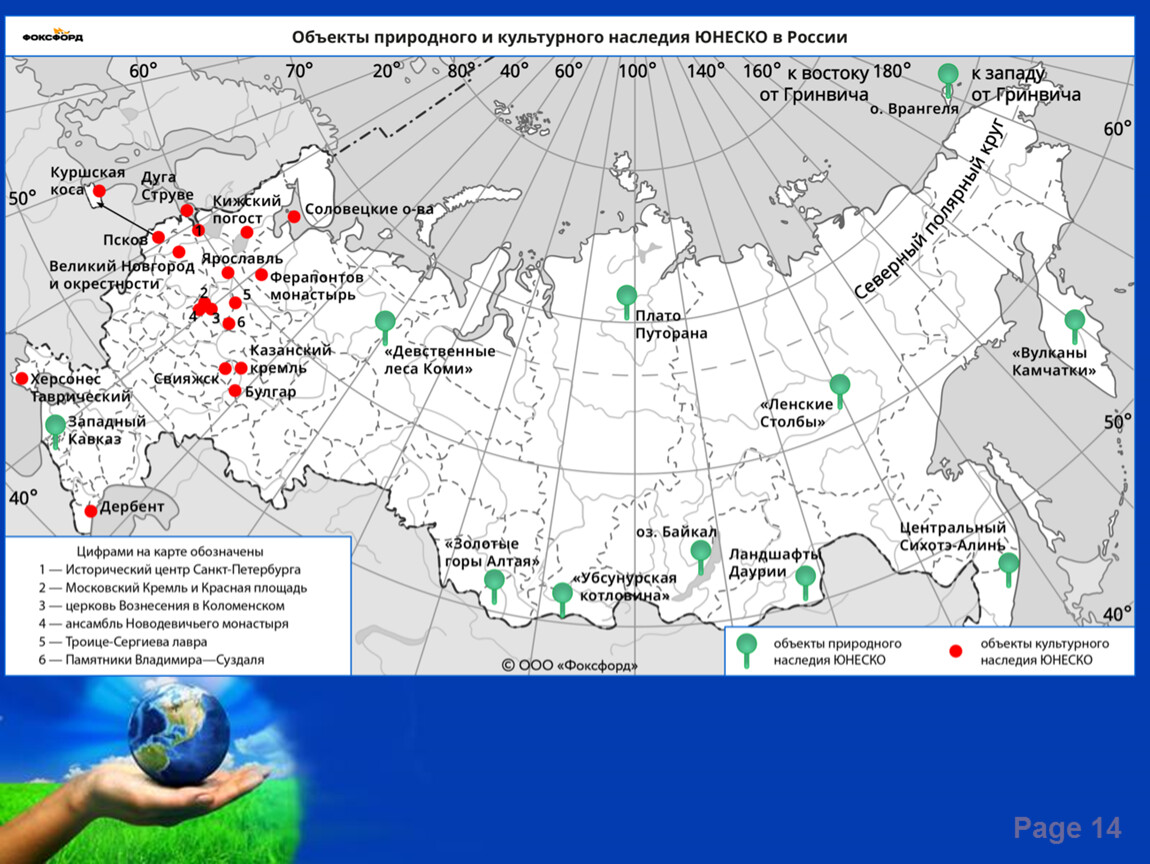 ФОКСФОРД
Объекты природного и культурного наследия ЮНЕСКО в России
60° 70° 20° 80° 40° 60° 100° 140° 160° к востоку 180° к западу
от Гринвича от Гринвича
о. Врангеля
60°
Северный полярный круг
Куршская
коса
Дуга
Струве
50°
Кижский
погост
Соловецкие о-ва
1
Псков
Великий Новгород
и окрестности
Ярославль
Ферапонтов
монастырь
2
5
4
3
6
Плато
Путорана
«Девственные
леса Коми»
«Вулканы
Камчатки»
Казанский
кремль
Свияжск
Булгар
Херсонес
Таврический
Западный
Кавказ
«Ленские
Столбы»
50°
40°
Дербент
«Золотые
горы Алтая»
«Убсунурская
котловина»
оз. Байкал
Ландшафты
Даурии
Центральный
Сихотэ-Алинь
40°
Цифрами на карте обозначены
1 — Исторический центр Санкт-Петербурга
2 — Московский Кремль и Красная площадь
3 — церковь Вознесения в Коломенском
4 — ансамбль Новодевичьего монастыря
5 — Троице-Сергиева лавра
6 — Памятники Владимира—Суздаля
© ООО «Фоксфорд»
объекты природного
наследия ЮНЕСКО
объекты культурного
наследия ЮНЕСКО
Page 14